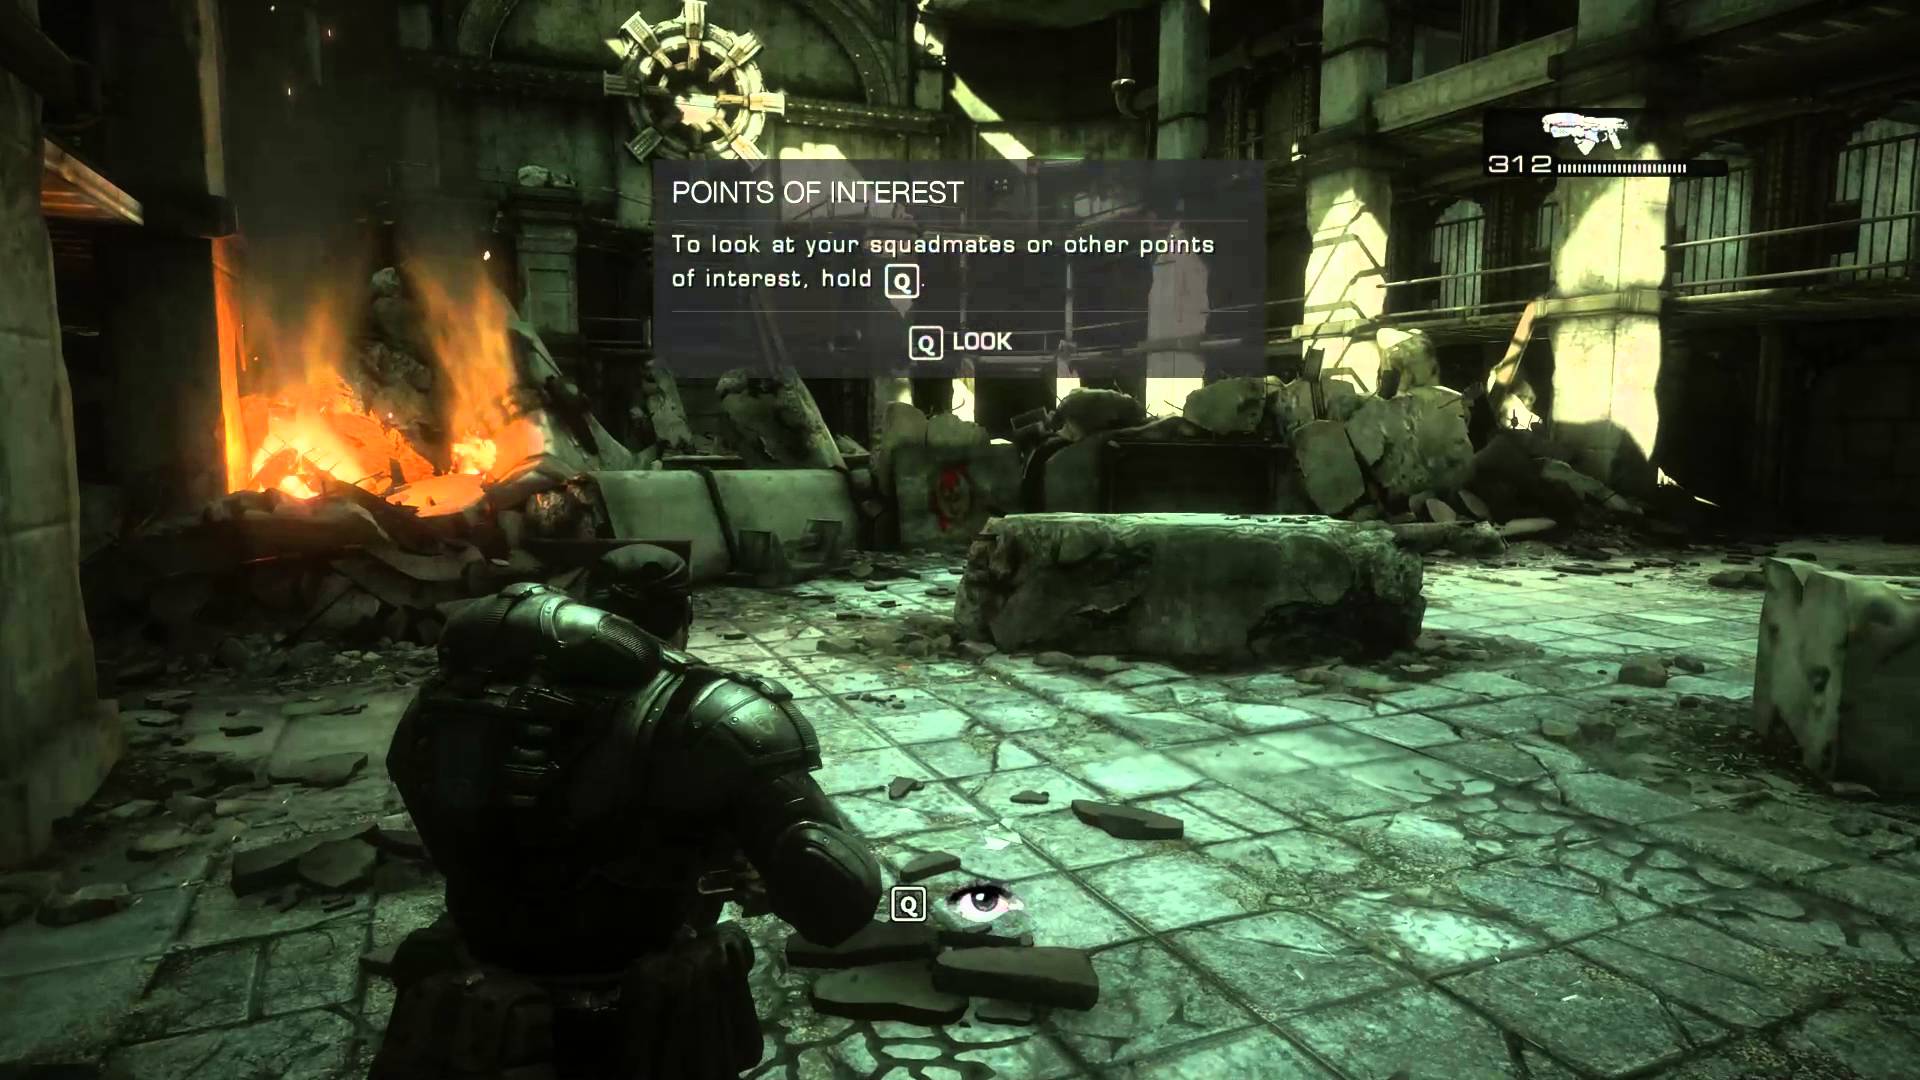 312
POINTS OF INTEREST
To look at your squadmates or other points
of interest, hold Q.
Q LOOK
Q